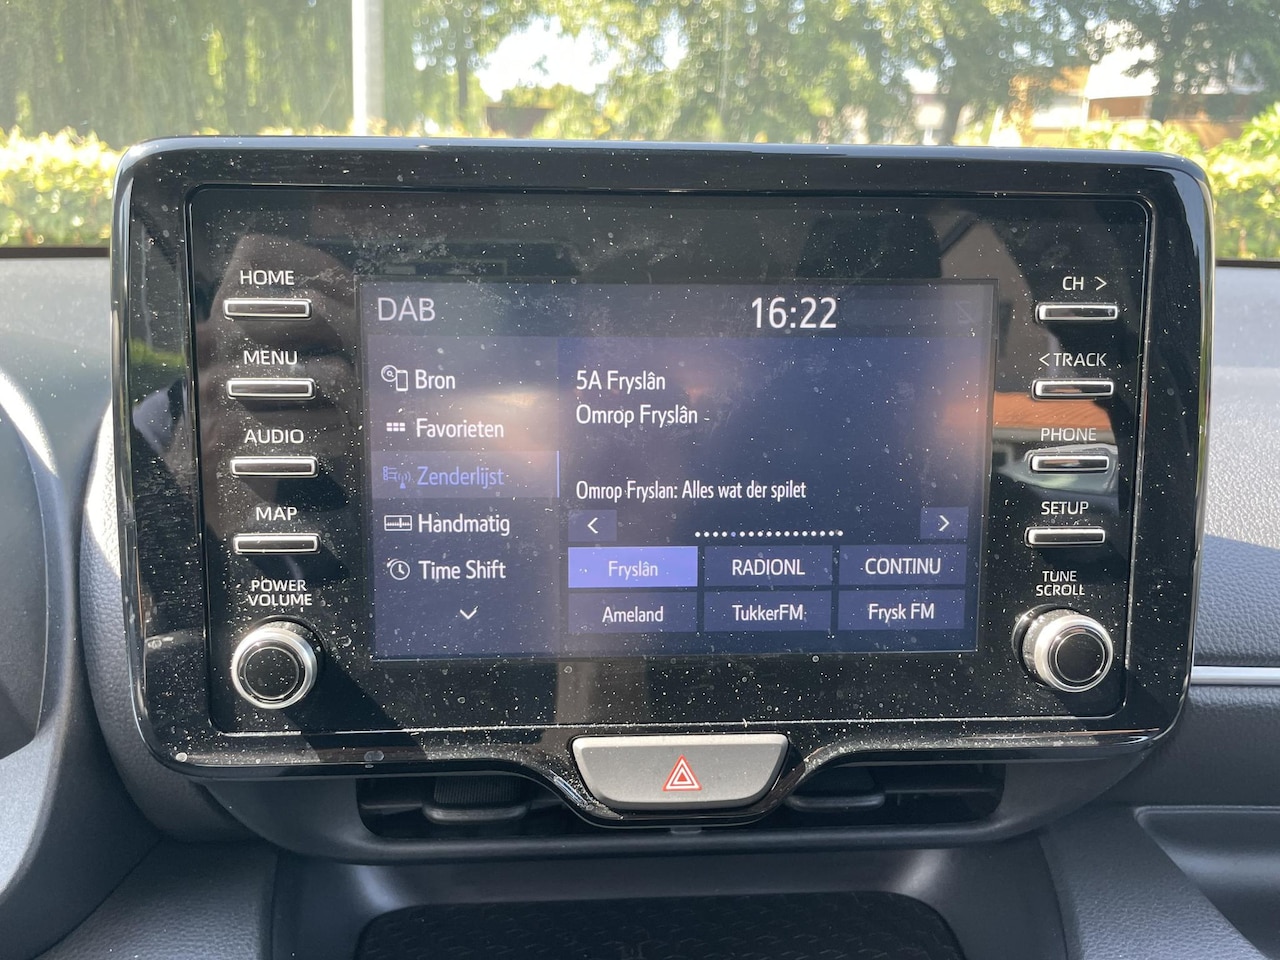 HOME
MENU
AUDIO
MAP
POWER
VOLUME
DAB
16:22
Bron
Favorieten
Zenderlijst
Handmatig
Time Shift
5A Fryslân
Omrop Fryslân
Omrop Fryslan: Alles wat der spilet
< >
Fryslân RADIONL CONTINU
Ameland TukkerFM Frysk FM
CH >
<TRACK
PHONE
SETUP
TUNE
SCROLL